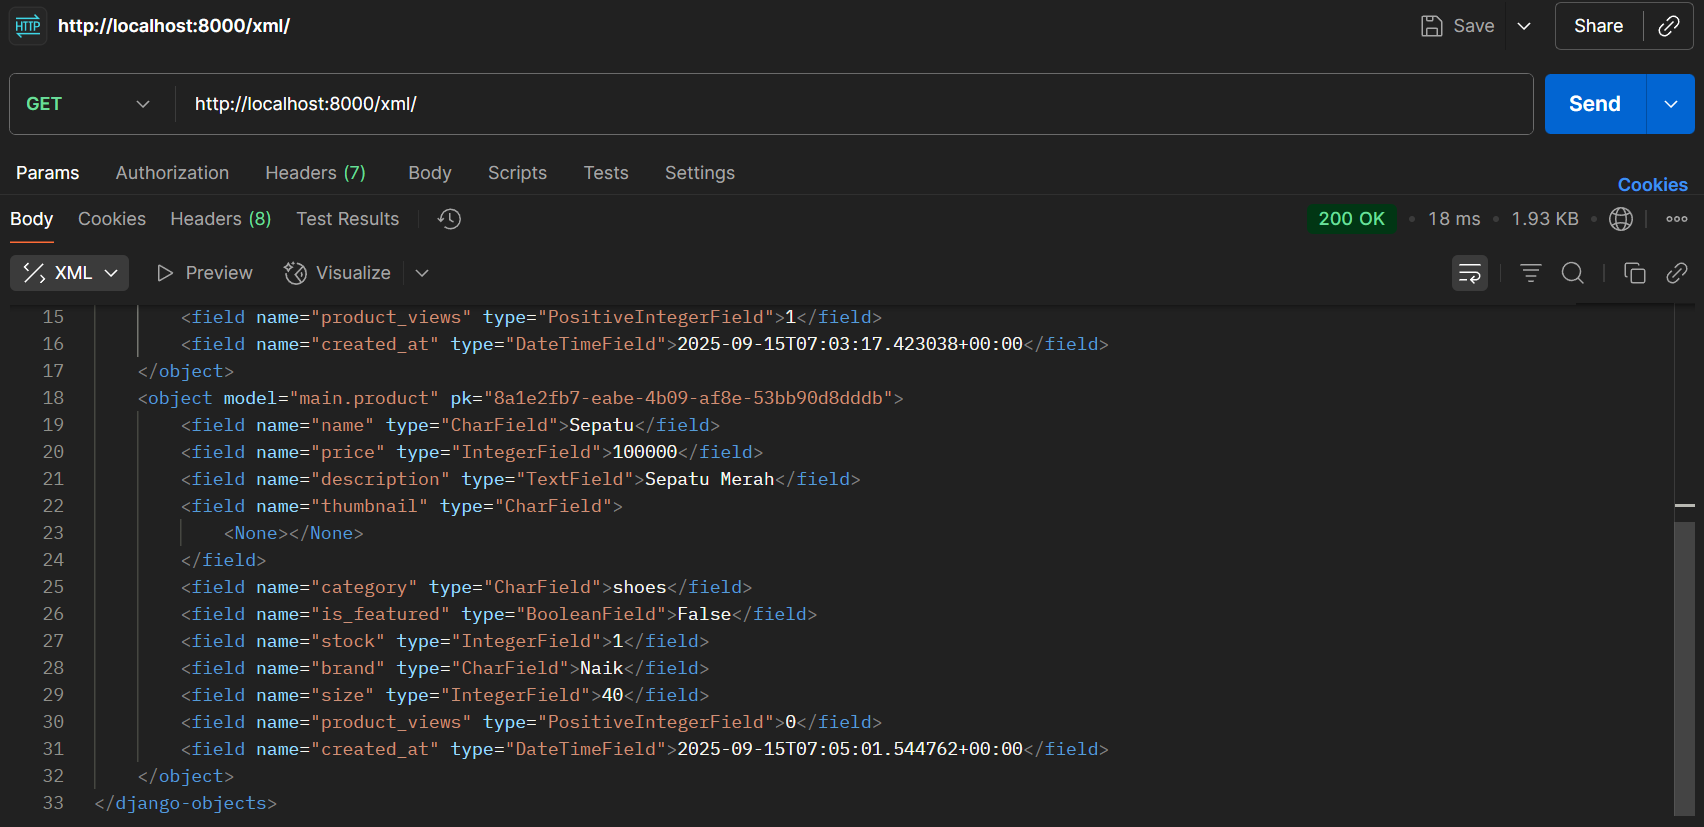 HTTP http://localhost:8000/xml/ Save Share
GET http://localhost:8000/xml/ Send
Params Authorization Headers (7) Body Scripts Tests Settings Cookies
Body Cookies Headers (8) Test Results 200 OK • 18 ms • 1.93 KB •
XML Preview Visualize
15 <field name="product_views" type="PositiveIntegerField">1</field>
16 <field name="created_at" type="DateTimeField">2025-09-15T07:03:17.423038+00:00</field>
17 </object>
18 <object model="main.product" pk="8a1e2fb7-eabe-4b09-af8e-53bb90d8dddb">
19 <field name="name" type="CharField">Sepatu</field>
20 <field name="price" type="IntegerField">100000</field>
21 <field name="description" type="TextField">Sepatu Merah</field>
22 <field name="thumbnail" type="CharField">
23 <None></None>
24 </field>
25 <field name="category" type="CharField">shoes</field>
26 <field name="is_featured" type="BooleanField">False</field>
27 <field name="stock" type="IntegerField">1</field>
28 <field name="brand" type="CharField">Naik</field>
29 <field name="size" type="IntegerField">40</field>
30 <field name="product_views" type="PositiveIntegerField">0</field>
31 <field name="created_at" type="DateTimeField">2025-09-15T07:05:01.544762+00:00</field>
32 </object>
33 </django-objects>